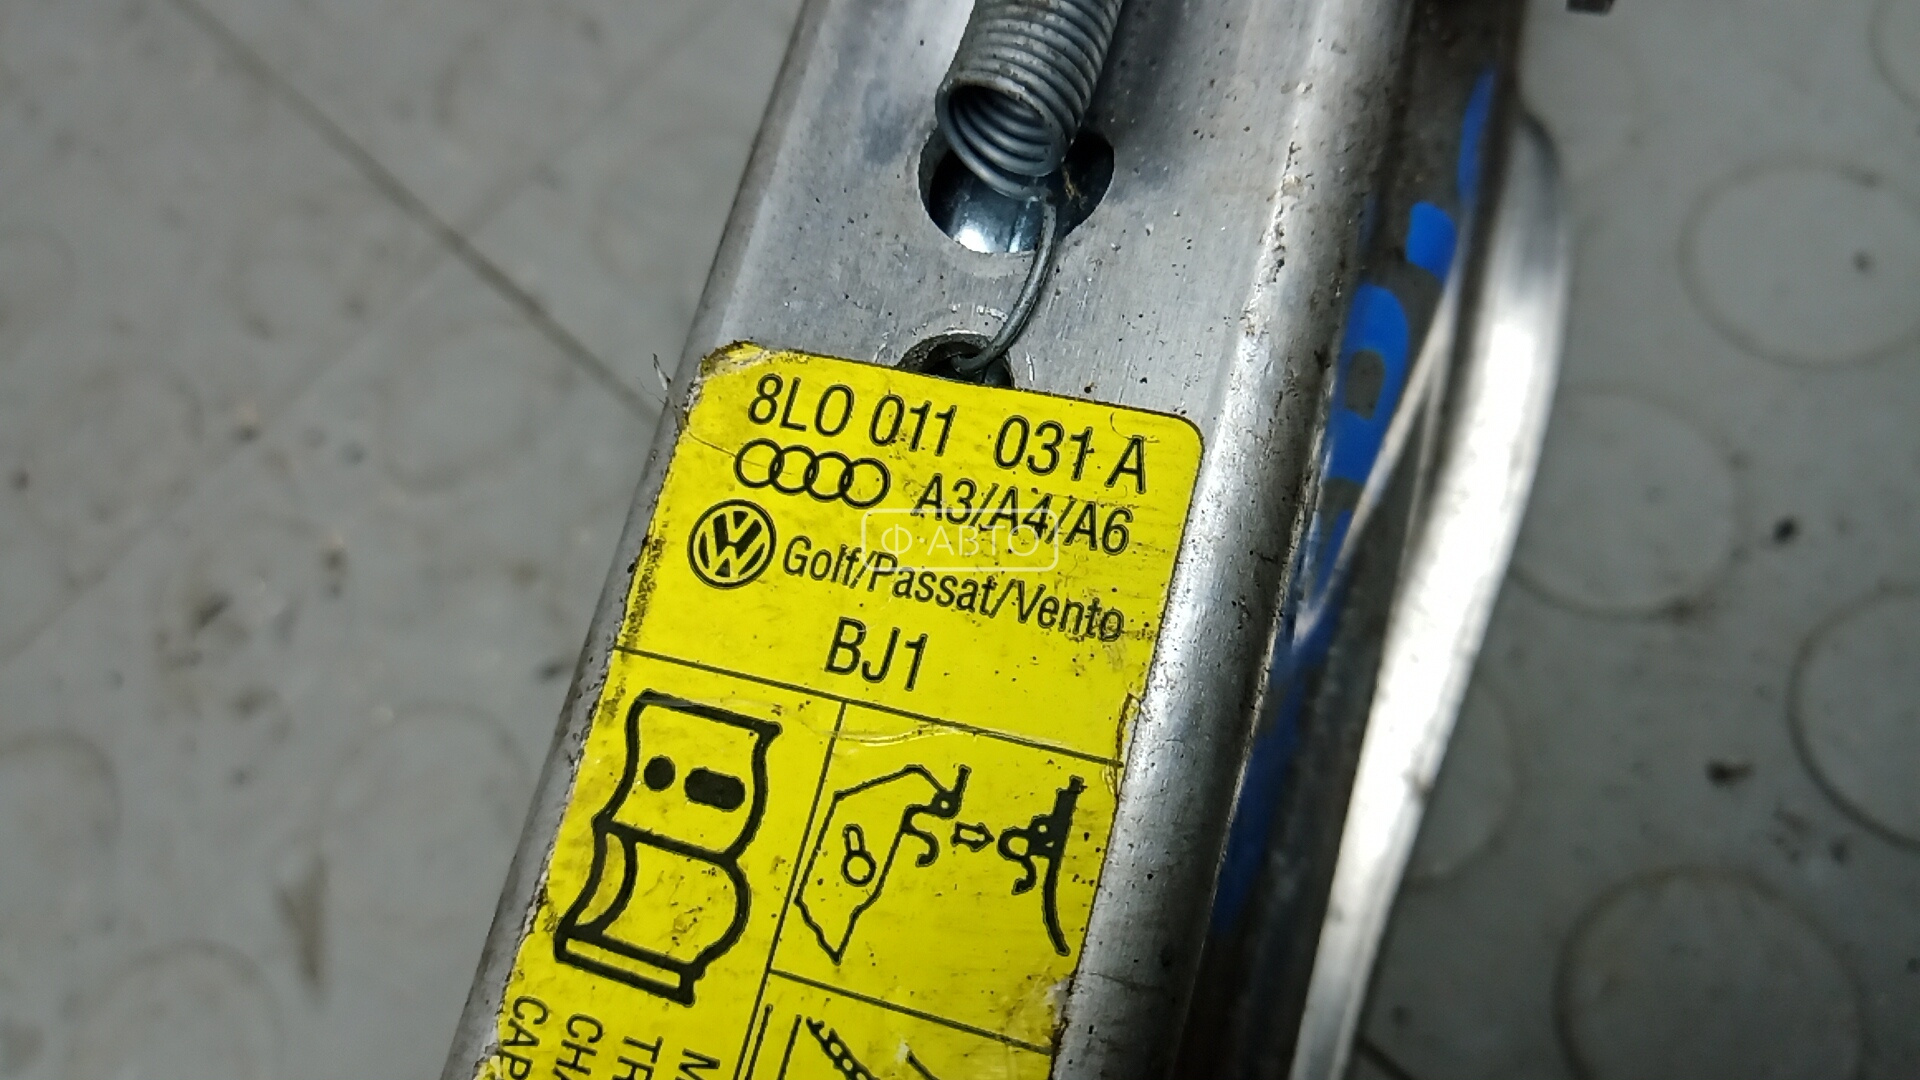 8L0 011 031 A
A3/A4/A6
Golf/Passat/Vento
BJ1
Ф АВТО